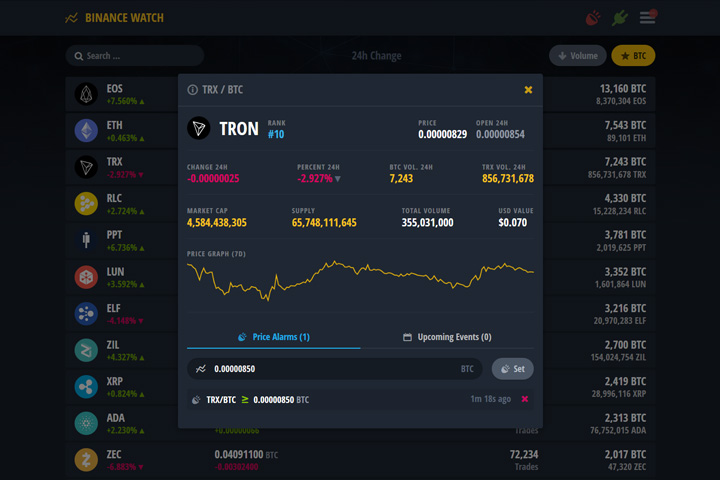 BINANCE WATCH
Search ...
24h Change
Volume
BTC
EOS
+7.560%
13,160 BTC
8,370,304 EOS
ETH
+0.463%
7,543 BTC
89,101 ETH
TRX
-2.927%
7,243 BTC
856,731,678 TRX
RLC
+2.724%
4,330 BTC
15,228,234 RLC
PPT
+6.736%
3,781 BTC
2,019,625 PPT
LUN
+3.592%
3,352 BTC
1,601,864 LUN
ELF
-4.148%
3,216 BTC
20,970,283 ELF
ZIL
+4.327%
2,700 BTC
154,024,754 ZIL
XRP
+0.824%
2,419 BTC
28,996,116 XRP
ADA
+2.230%
+0.00000066
Trades
2,313 BTC
76,752,015 ADA
ZEC
-6.883%
0.04091100 BTC
-0.00302400
72,234
Trades
2,017 BTC
47,320 ZEC
TRX / BTC
TRON
RANK
#10
PRICE
0.00000829
OPEN 24H
0.00000854
CHANGE 24H
-0.00000025
PERCENT 24H
-2.927%
BTC VOL. 24H
7,243
TRX VOL. 24H
856,731,678
MARKET CAP
4,584,438,305
SUPPLY
65,748,111,645
TOTAL VOLUME
355,031,000
USD VALUE
$0.070
PRICE GRAPH (7D)
Price Alarms (1)
Upcoming Events (0)
0.00000850
BTC
Set
TRX/BTC ≥ 0.00000850 BTC
1m 18s ago